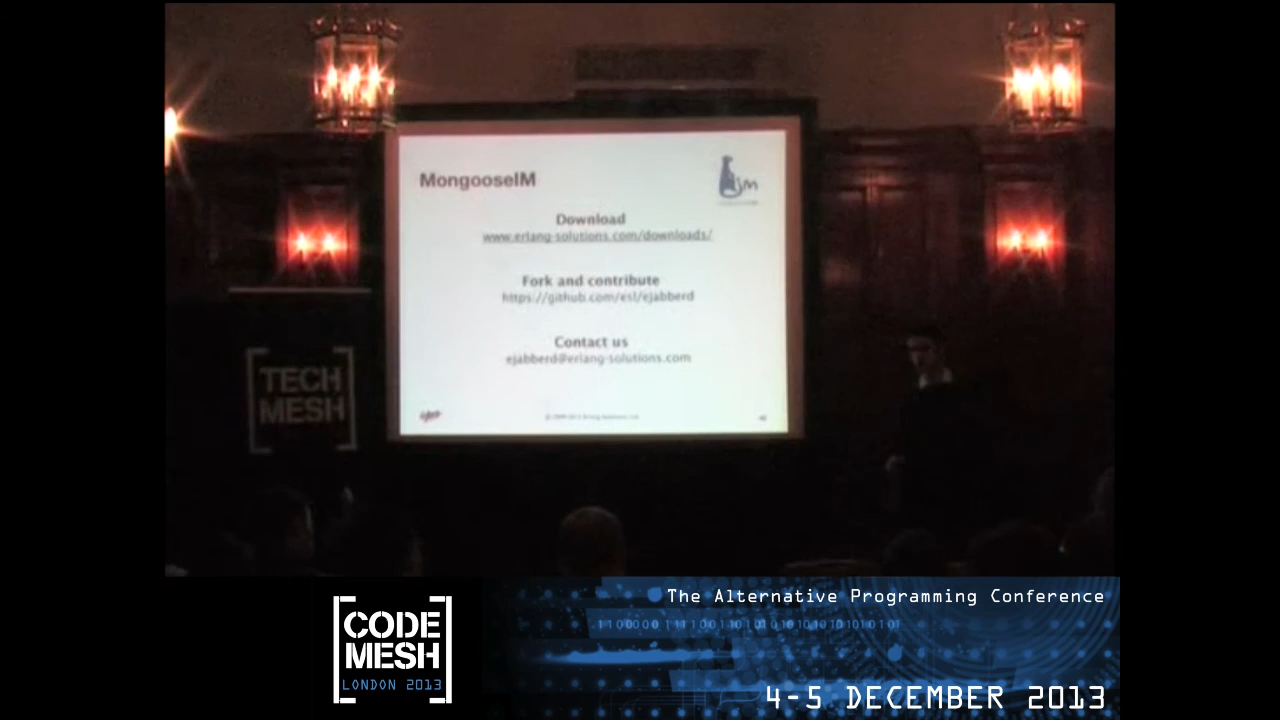 MongooseIM
Download
www.erlang-solutions.com/downloads/
Fork and contribute
https://github.com/esl/ejabberd
Contact us
ejabberd@erlang-solutions.com
TECH
MESH
CODE
MESH
LONDON 2013
The Alternative Programming Conference
4-5 DECEMBER 2013